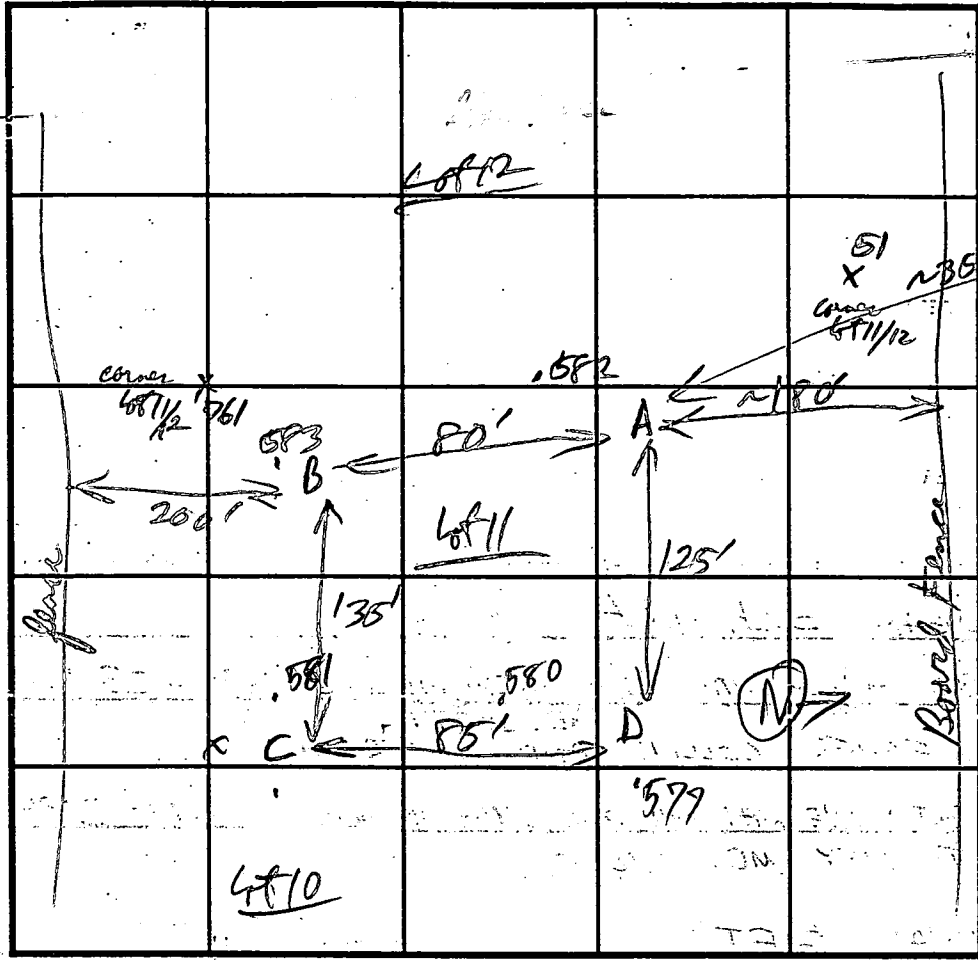 Lot 12
51
x
~35
corner
lot 11/12
.582
corner
lot 11/12
x
761
~180'
A
80'
583
B
200'
Lot 11
125'
fence
135'
Board fence
.581
.580
N
D
x
C
85'
579
Lot 10